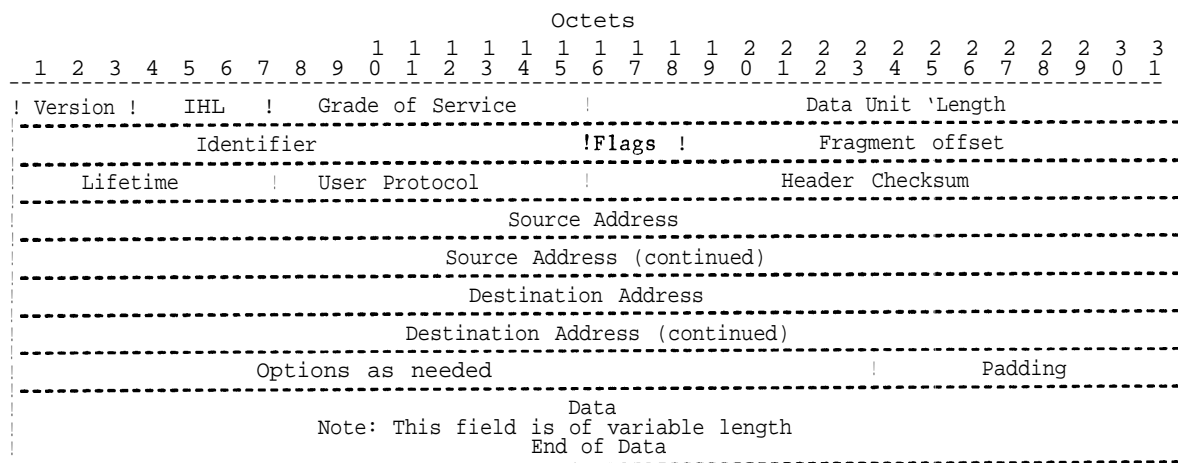 Octets
1 1 1 1 1 1 1 1 1 1 2 2 2 2 2 2 2 2 2 2 3 3
1 2 3 4 5 6 7 8 9 0 1 2 3 4 5 6 7 8 9 0 1 2 3 4 5 6 7 8 9 0 1
! Version ! IHL ! Grade of Service ! Data Unit 'Length
Identifier !Flags ! Fragment offset
Lifetime ! User Protocol ! Header Checksum
Source Address
Source Address (continued)
Destination Address
Destination Address (continued)
Options as needed ! Padding
Data
Note: This field is of variable length
End of Data